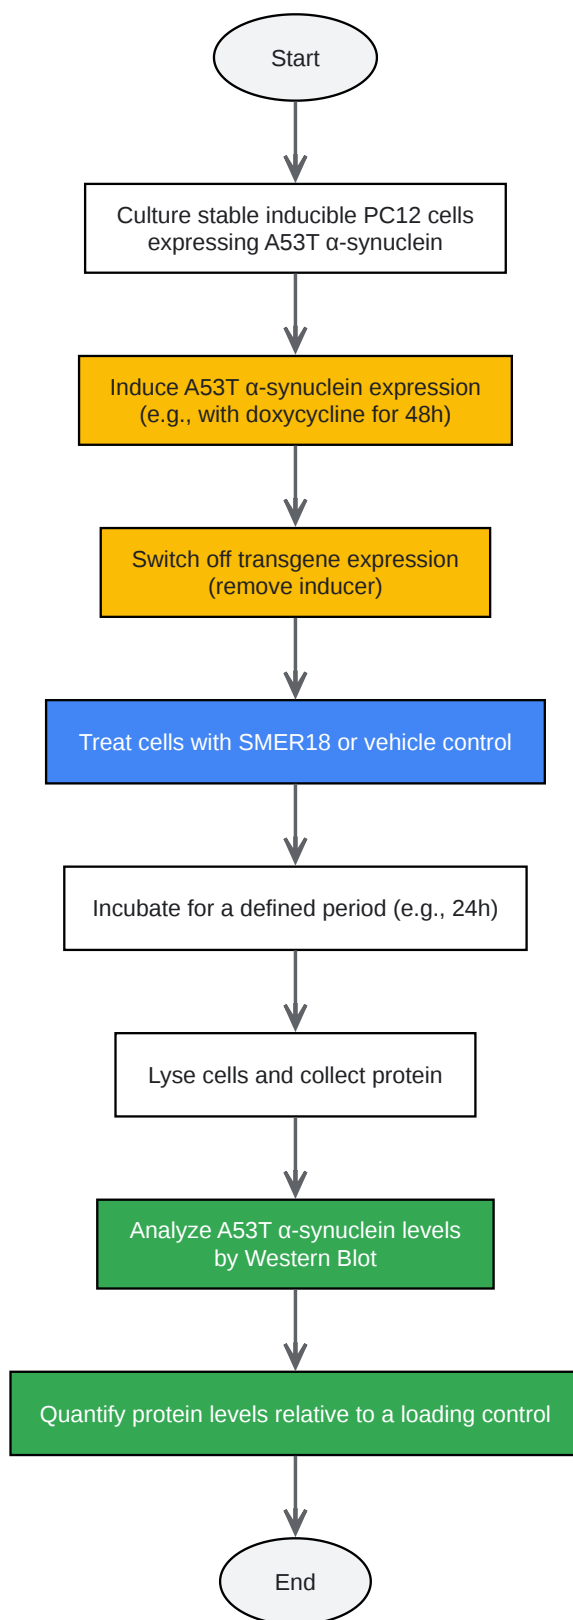 Start
Culture stable inducible PC12 cells
expressing A53T α-synuclein
Induce A53T α-synuclein expression
(e.g., with doxycycline for 48h)
Switch off transgene expression
(remove inducer)
Treat cells with SMER18 or vehicle control
Incubate for a defined period (e.g., 24h)
Lyse cells and collect protein
Analyze A53T α-synuclein levels
by Western Blot
Quantify protein levels relative to a loading control
End